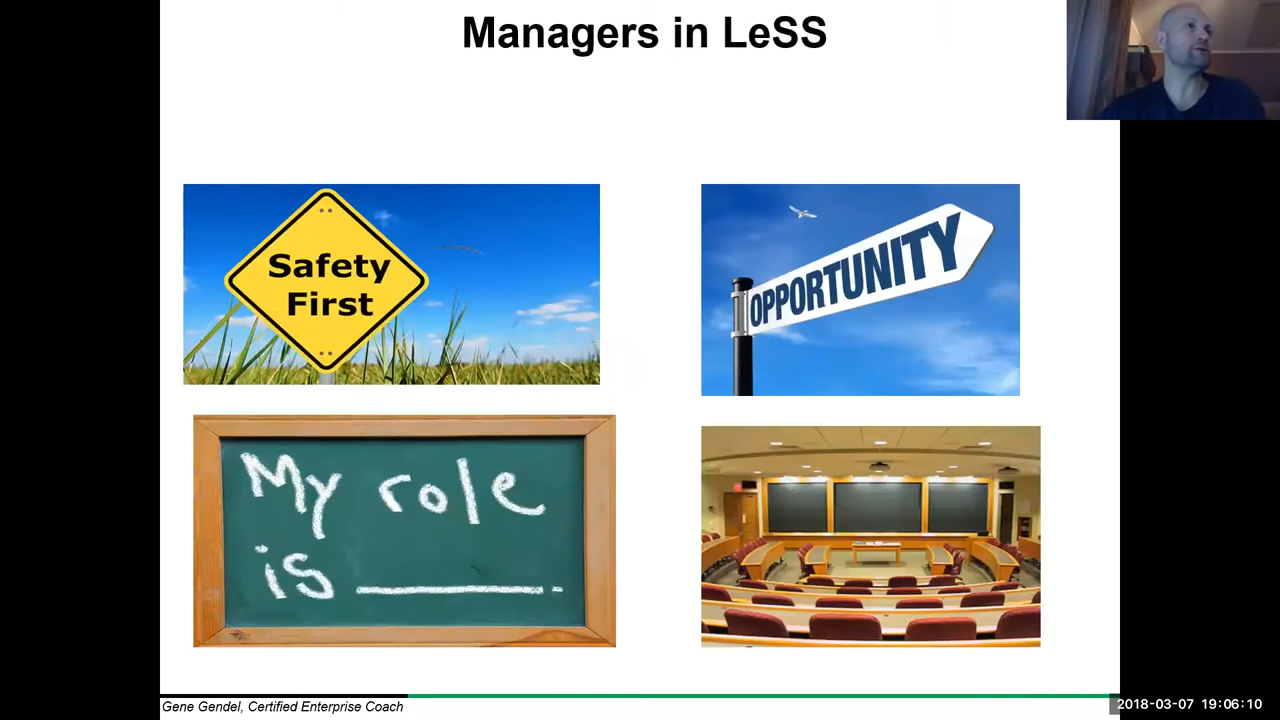 Managers in LeSS
Safety
First
OPPORTUNITY
My role
is ________.
Gene Gendel, Certified Enterprise Coach
2018-03-07 19:06:10